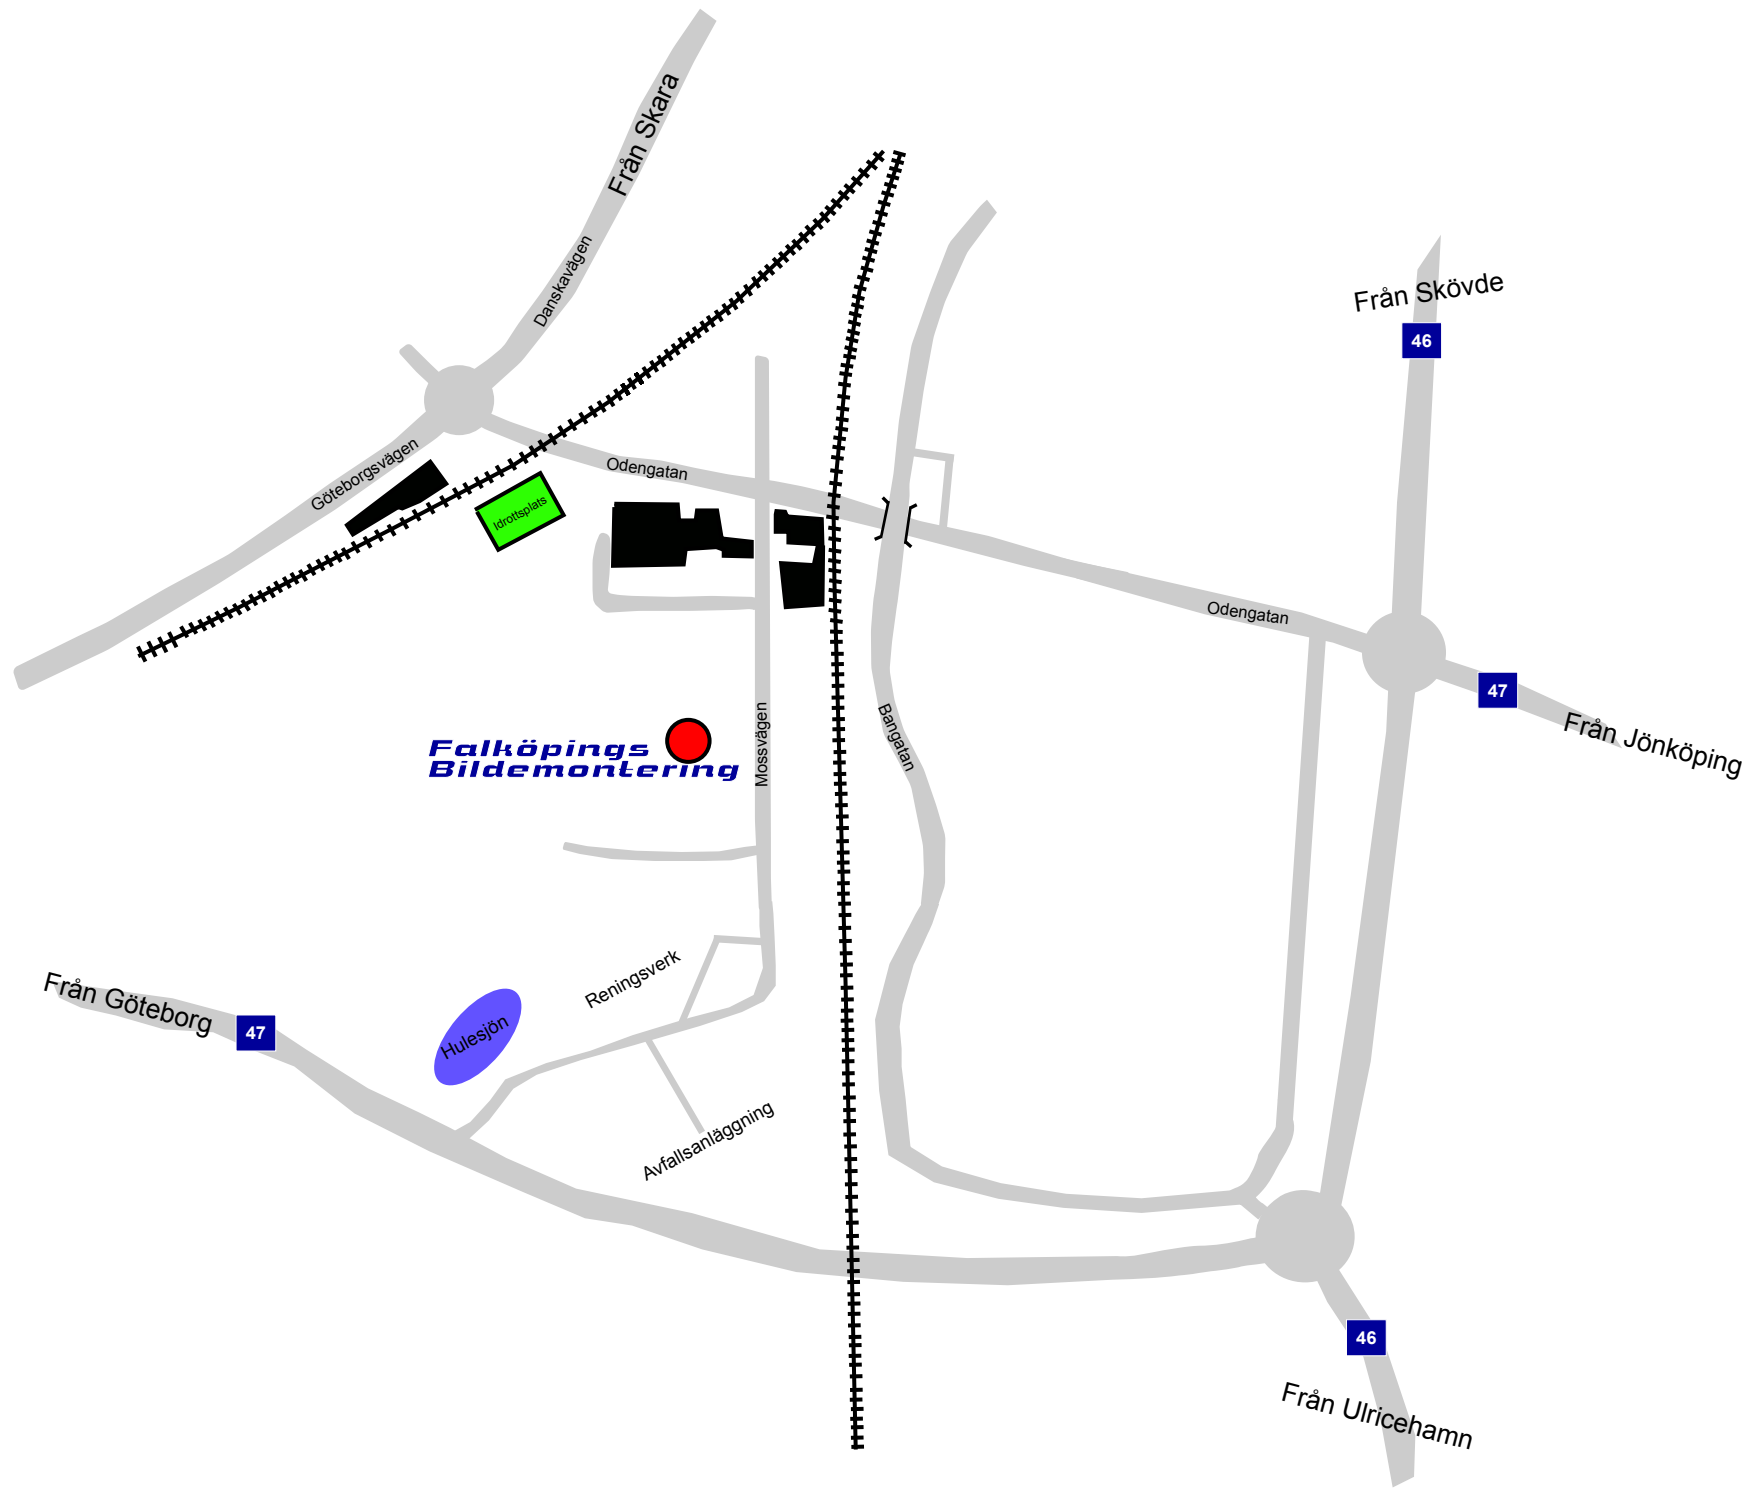 Från Skara
Danskavägen
Från Skövde
46
Göteborgsvägen
Odengatan
Idrottsplats
Odengatan
47
Från Jönköping
Falköpings
Bildemontering
Mossvägen
Bangatan
Reningsverk
Från Göteborg
47
Hulesjön
Avfallsanläggning
46
Från Ulricehamn